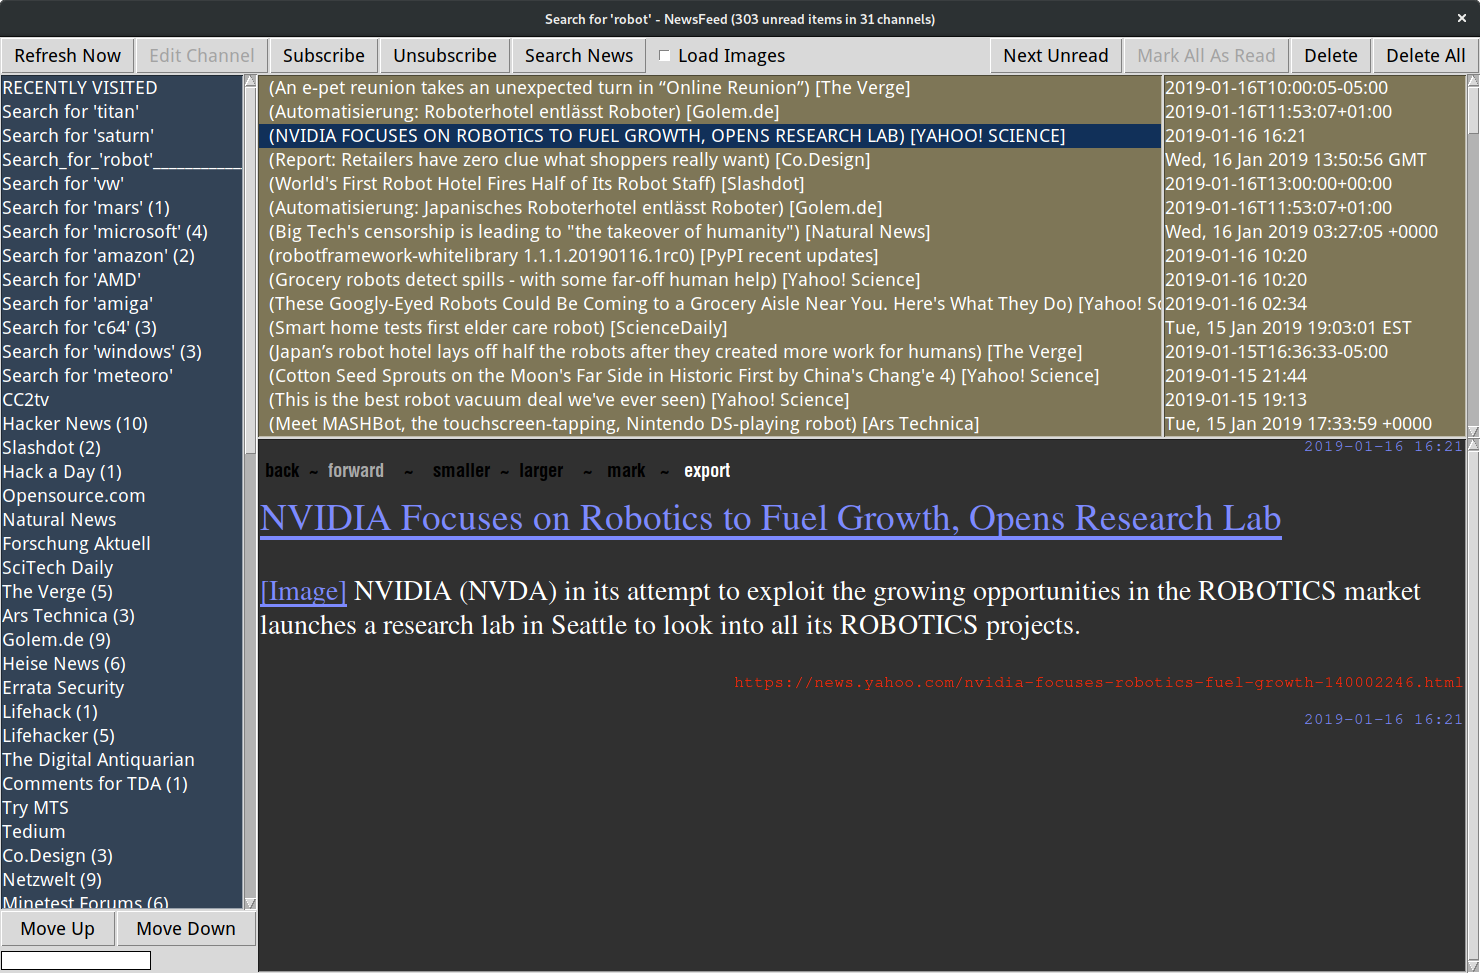 Search for 'robot' - NewsFeed (303 unread items in 31 channels)
Refresh Now Edit Channel Subscribe Unsubscribe Search News Load Images Next Unread Mark All As Read Delete Delete All
RECENTLY VISITED
Search for 'titan'
Search for 'saturn'
Search_for_'robot'___________
Search for 'vw'
Search for 'mars' (1)
Search for 'microsoft' (4)
Search for 'amazon' (2)
Search for 'AMD'
Search for 'amiga'
Search for 'c64' (3)
Search for 'windows' (3)
Search for 'meteoro'
CC2tv
Hacker News (10)
Slashdot (2)
Hack a Day (1)
Opensource.com
Natural News
Forschung Aktuell
SciTech Daily
The Verge (5)
Ars Technica (3)
Golem.de (9)
Heise News (6)
Errata Security
Lifehack (1)
Lifehacker (5)
The Digital Antiquarian
Comments for TDA (1)
Try MTS
Tedium
Co.Design (3)
Netzwelt (9)
Minetest Forums (6)
Move Up Move Down
(An e-pet reunion takes an unexpected turn in “Online Reunion”) [The Verge] 2019-01-16T10:00:05-05:00
(Automatisierung: Roboterhotel entlässt Roboter) [Golem.de] 2019-01-16T11:53:07+01:00
(NVIDIA FOCUSES ON ROBOTICS TO FUEL GROWTH, OPENS RESEARCH LAB) [YAHOO! SCIENCE] 2019-01-16 16:21
(Report: Retailers have zero clue what shoppers really want) [Co.Design] Wed, 16 Jan 2019 13:50:56 GMT
(World's First Robot Hotel Fires Half of Its Robot Staff) [Slashdot] 2019-01-16T13:00:00+00:00
(Automatisierung: Japanisches Roboterhotel entlässt Roboter) [Golem.de] 2019-01-16T11:53:07+01:00
(Big Tech's censorship is leading to "the takeover of humanity") [Natural News] Wed, 16 Jan 2019 03:27:05 +0000
(robotframework-whitelibrary 1.1.1.20190116.1rc0) [PyPI recent updates] 2019-01-16 10:20
(Grocery robots detect spills - with some far-off human help) [Yahoo! Science] 2019-01-16 10:20
(These Googly-Eyed Robots Could Be Coming to a Grocery Aisle Near You. Here's What They Do) [Yahoo! Sc 2019-01-16 02:34
(Smart home tests first elder care robot) [ScienceDaily] Tue, 15 Jan 2019 19:03:01 EST
(Japan’s robot hotel lays off half the robots after they created more work for humans) [The Verge] 2019-01-15T16:36:33-05:00
(Cotton Seed Sprouts on the Moon's Far Side in Historic First by China's Chang'e 4) [Yahoo! Science] 2019-01-15 21:44
(This is the best robot vacuum deal we've ever seen) [Yahoo! Science] 2019-01-15 19:13
(Meet MASHBot, the touchscreen-tapping, Nintendo DS-playing robot) [Ars Technica] Tue, 15 Jan 2019 17:33:59 +0000
2019-01-16 16:21
back ~ forward ~ smaller ~ larger ~ mark ~ export
NVIDIA Focuses on Robotics to Fuel Growth, Opens Research Lab
[Image] NVIDIA (NVDA) in its attempt to exploit the growing opportunities in the ROBOTICS market
launches a research lab in Seattle to look into all its ROBOTICS projects.
https://news.yahoo.com/nvidia-focuses-robotics-fuel-growth-140002246.html
2019-01-16 16:21